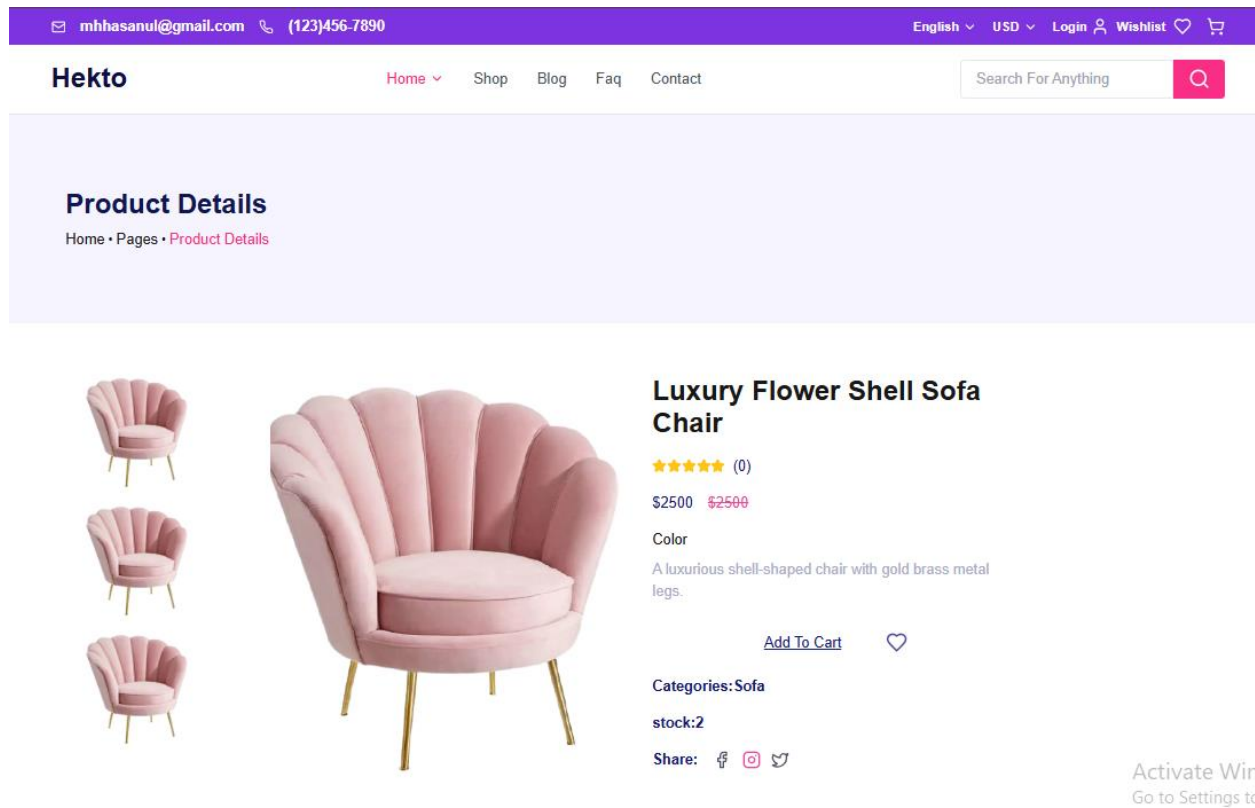 mhhasanul@gmail.com (123)456-7890 English USD Login Wishlist
Hekto Home Shop Blog Faq Contact Search For Anything
Product Details
Home • Pages • Product Details
Luxury Flower Shell Sofa
Chair
(0)
$2500 $2500
Color
A luxurious shell-shaped chair with gold brass metal
legs.
Add To Cart
Categories:Sofa
stock:2
Share:
Activate Win
Go to Settings to